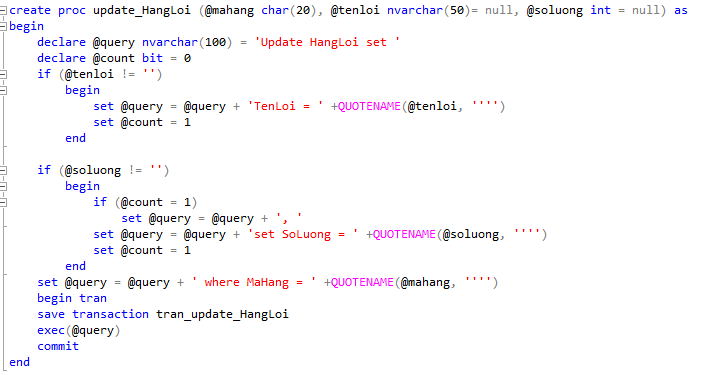 create proc update_HangLoi (@mahang char(20), @tenloi nvarchar(50)= null, @soluong int = null) as
begin
    declare @query nvarchar(100) = 'Update HangLoi set '
    declare @count bit = 0
    if (@tenloi != '')
        begin
            set @query = @query + 'TenLoi = ' +QUOTENAME(@tenloi, '''')
            set @count = 1
        end

    if (@soluong != '')
        begin
            if (@count = 1)
                set @query = @query + ', '
            set @query = @query + 'set SoLuong = ' +QUOTENAME(@soluong, '''')
            set @count = 1
        end
    set @query = @query + ' where MaHang = ' +QUOTENAME(@mahang, '''')
    begin tran
    save transaction tran_update_HangLoi
    exec(@query)
    commit
end